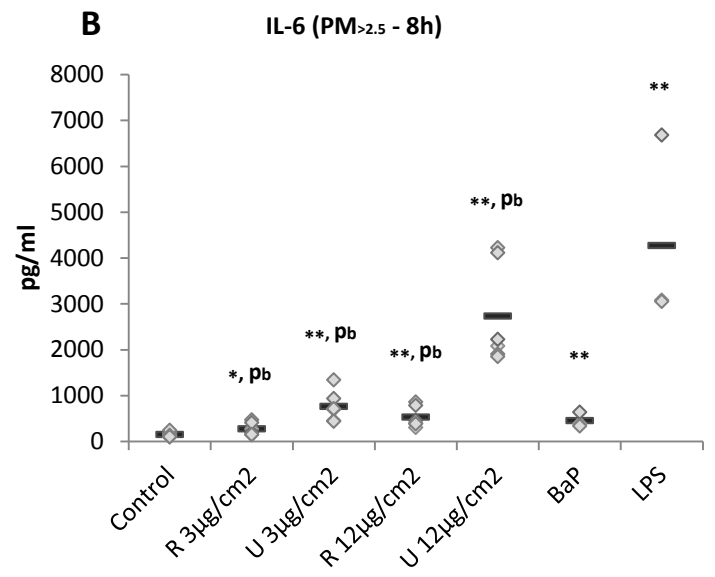 B
IL-6 (PM>2.5 - 8h)
8000
7000
6000
5000
4000
3000
2000
1000
0
pg/ml
*, pb
**, pb
**, pb
**, pb
**
**
Control
R 3µg/cm2
U 3µg/cm2
R 12µg/cm2
U 12µg/cm2
BaP
LPS